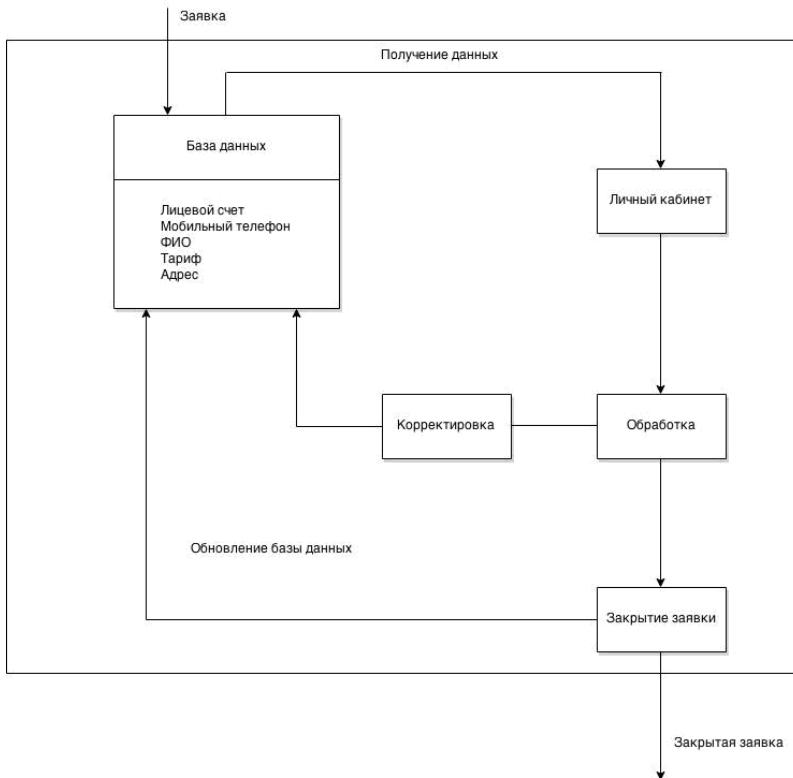 Заявка
Получение данных
База данных
Личный кабинет
Лицевой счет
Мобильный телефон
ФИО
Тариф
Адрес
Корректировка
Обработка
Обновление базы данных
Закрытие заявки
Закрытая заявка